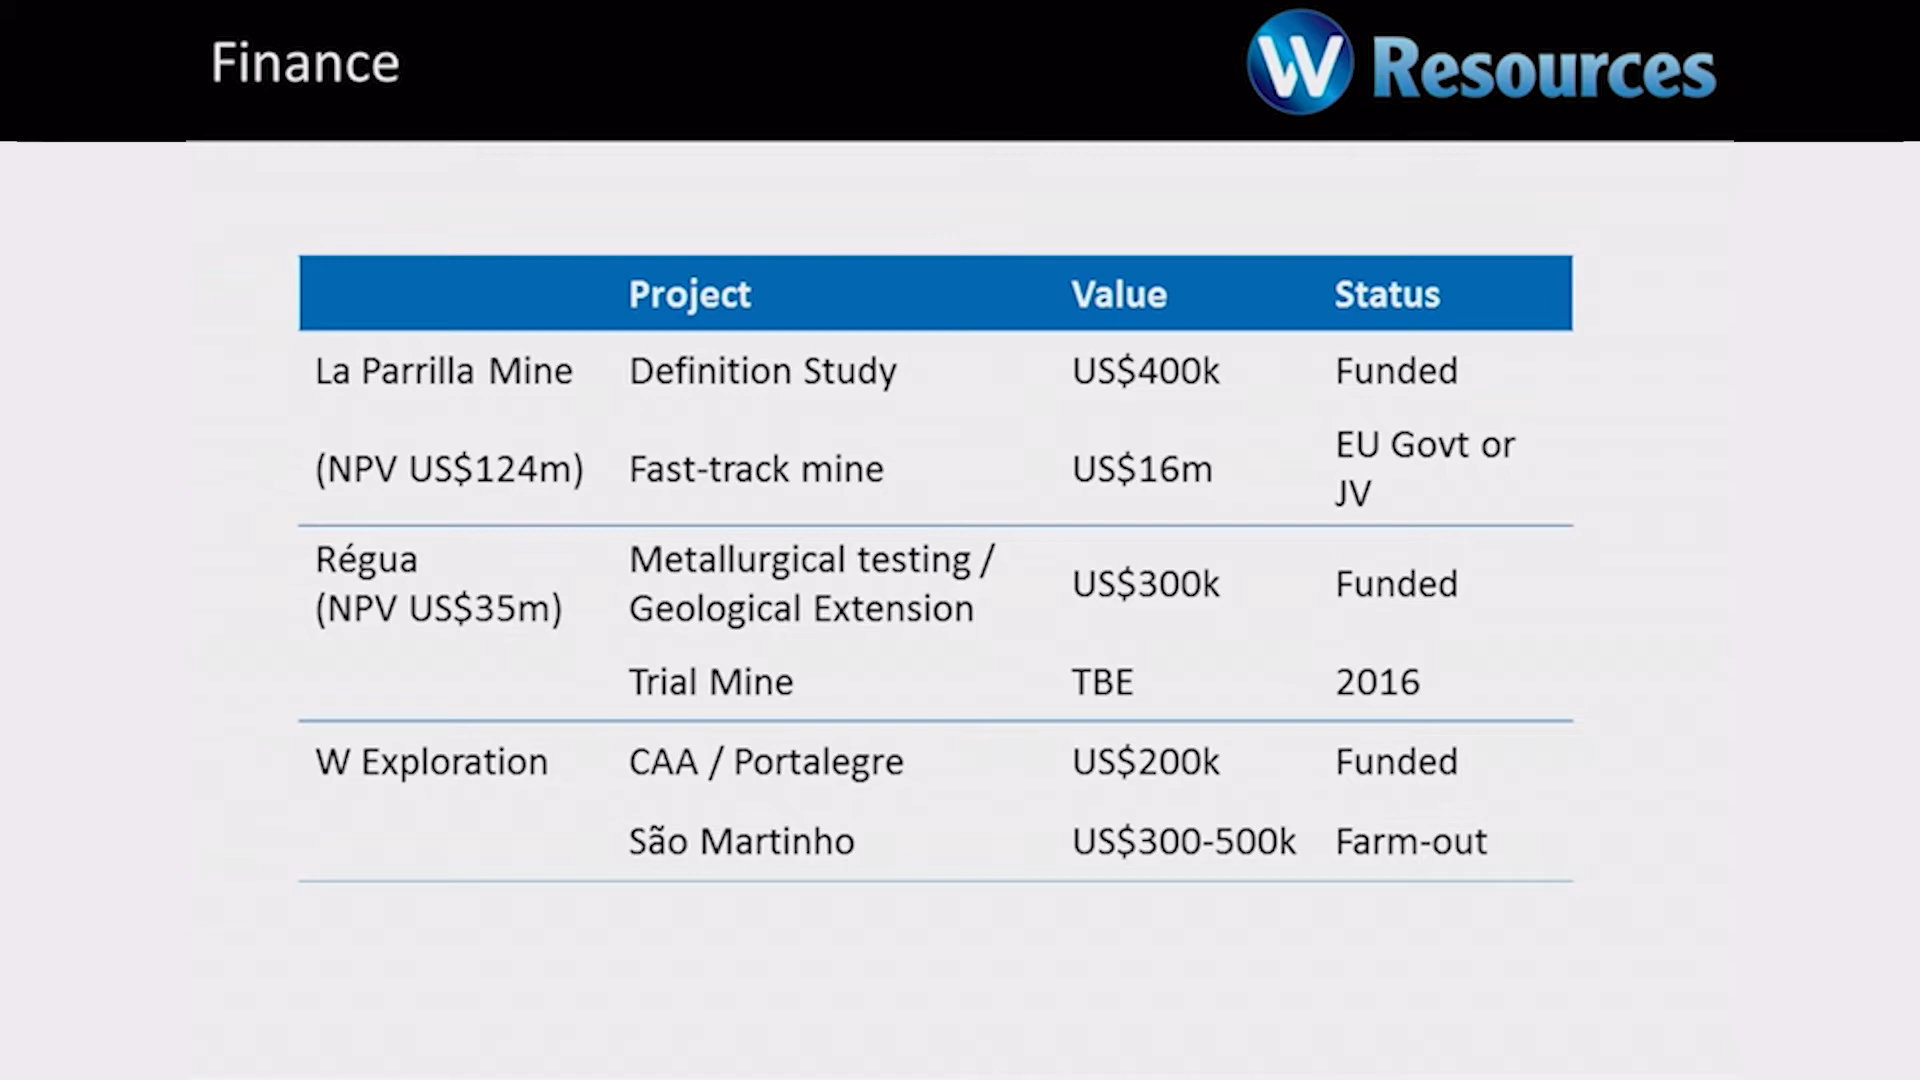 Finance
W Resources
Project Value Status
La Parrilla Mine Definition Study US$400k Funded
(NPV US$124m) Fast-track mine US$16m EU Govt or
JV
Régua
(NPV US$35m)
Metallurgical testing /
Geological Extension
US$300k Funded
Trial Mine TBE 2016
W Exploration CAA / Portalegre US$200k Funded
São Martinho US$300-500k Farm-out